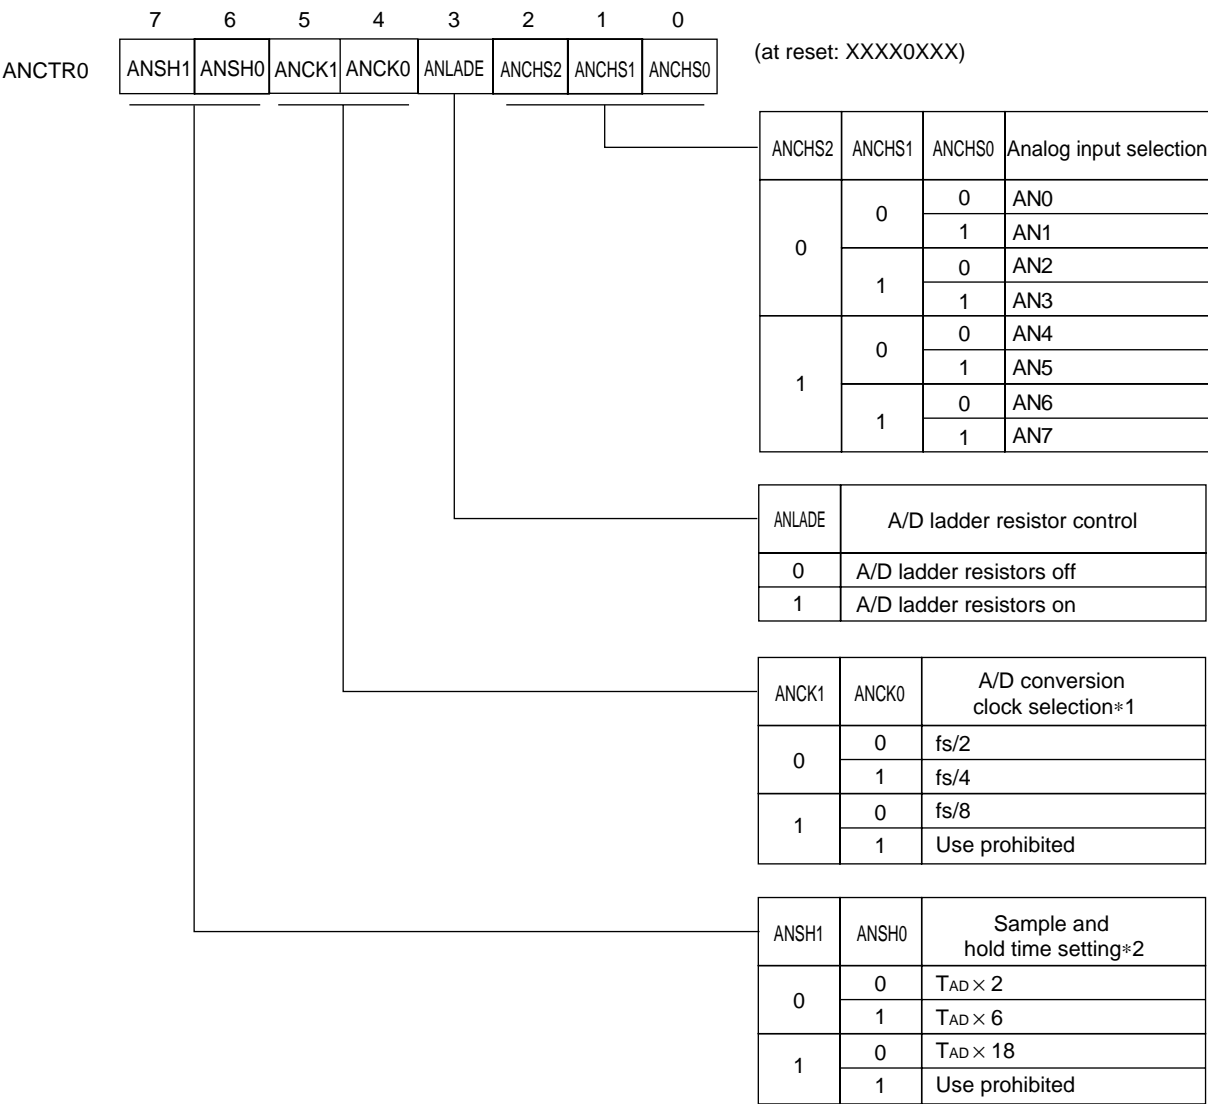 7 6 5 4 3 2 1 0
ANCTR0 ANSH1 ANSH0 ANCK1 ANCK0 ANLADE ANCHS2 ANCHS1 ANCHS0 (at reset: XXXX0XXX)
ANCHS2 ANCHS1 ANCHS0 Analog input selection
0 0 0 AN0
1 AN1
1 0 AN2
1 AN3
1 0 0 AN4
1 AN5
1 0 AN6
1 AN7
ANLADE A/D ladder resistor control
0 A/D ladder resistors off
1 A/D ladder resistors on
ANCK1 ANCK0 A/D conversion
clock selection*1
0 0 fs/2
1 fs/4
1 0 fs/8
1 Use prohibited
ANSH1 ANSH0 Sample and
hold time setting*2
0 0 TAD × 2
1 TAD × 6
1 0 TAD × 18
1 Use prohibited